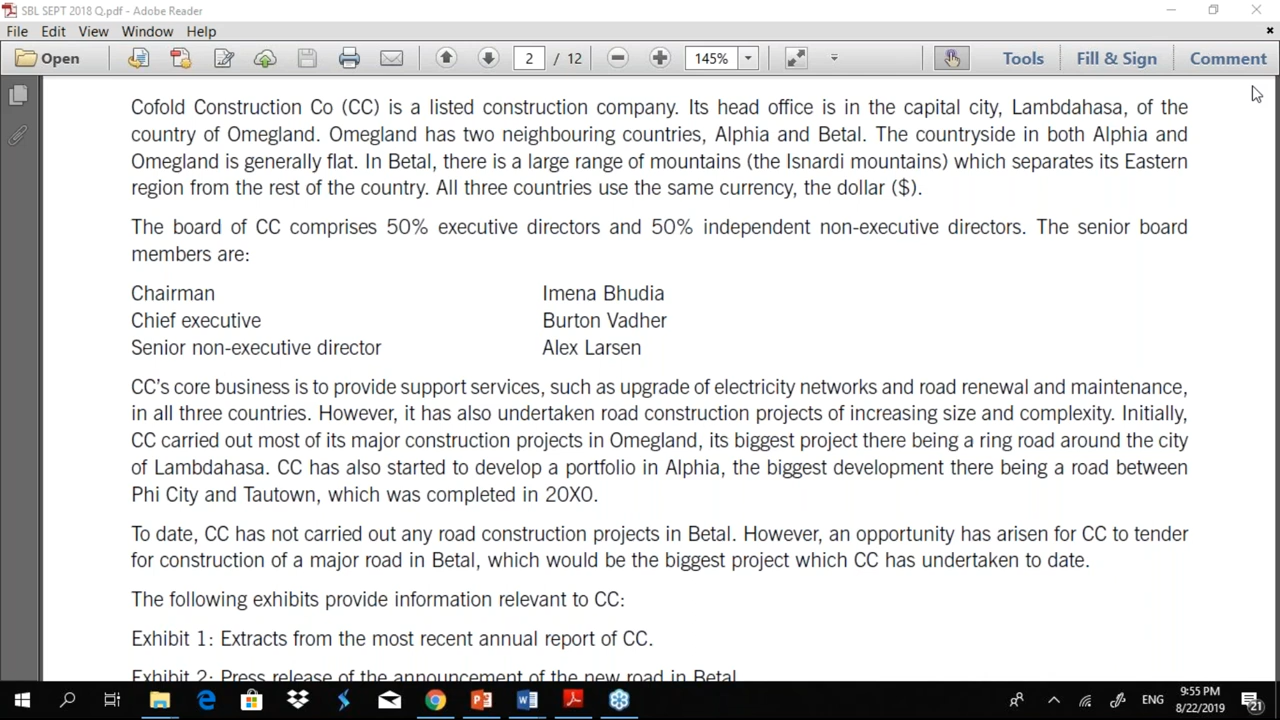 SBL SEPT 2018 Q.pdf - Adobe Reader
File Edit View Window Help
Open 2 / 12 145% Tools Fill & Sign Comment
Cofold Construction Co (CC) is a listed construction company. Its head office is in the capital city, Lambdahasa, of the
country of Omegland. Omegland has two neighbouring countries, Alphia and Betal. The countryside in both Alphia and
Omegland is generally flat. In Betal, there is a large range of mountains (the Isnardi mountains) which separates its Eastern
region from the rest of the country. All three countries use the same currency, the dollar ($).
The board of CC comprises 50% executive directors and 50% independent non-executive directors. The senior board
members are:
Chairman Imena Bhudia
Chief executive Burton Vadher
Senior non-executive director Alex Larsen
CC's core business is to provide support services, such as upgrade of electricity networks and road renewal and maintenance,
in all three countries. However, it has also undertaken road construction projects of increasing size and complexity. Initially,
CC carried out most of its major construction projects in Omegland, its biggest project there being a ring road around the city
of Lambdahasa. CC has also started to develop a portfolio in Alphia, the biggest development there being a road between
Phi City and Tautown, which was completed in 20X0.
To date, CC has not carried out any road construction projects in Betal. However, an opportunity has arisen for CC to tender
for construction of a major road in Betal, which would be the biggest project which CC has undertaken to date.
The following exhibits provide information relevant to CC:
Exhibit 1: Extracts from the most recent annual report of CC.
Exhibit 2: Press release of the announcement of the new road in Betal.
ENG 9:55 PM
8/22/2019 21